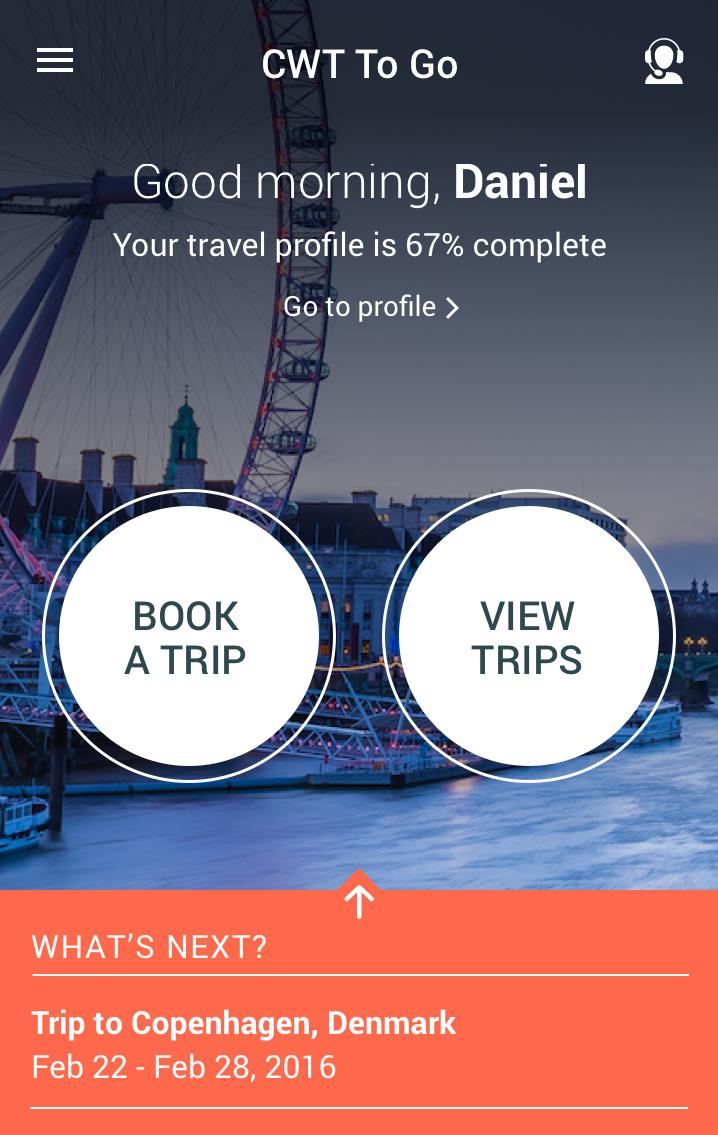 CWT To Go
Good morning, Daniel
Your travel profile is 67% complete
Go to profile
BOOK
A TRIP
VIEW
TRIPS
WHAT’S NEXT?
Trip to Copenhagen, Denmark
Feb 22 - Feb 28, 2016